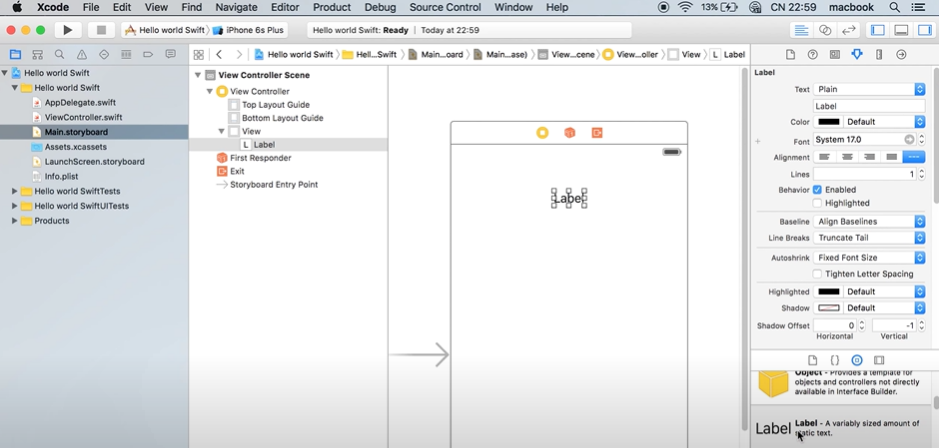 Xcode File Edit View Find Navigate Editor Product Debug Source Control Window Help 13% CN 22:59 macbook
Hello world Swift iPhone 6s Plus Hello world Swift: Ready | Today at 22:59
Hello world Swift Hell...Swift Main...oard Main...ase) View...cene View...oller View L Label
Hello world Swift
Hello world Swift
AppDelegate.swift
ViewController.swift
Main.storyboard
Assets.xcassets
LaunchScreen.storyboard
Info.plist
Hello world SwiftTests
Hello world SwiftUITests
Products
View Controller Scene
View Controller
Top Layout Guide
Bottom Layout Guide
View
L Label
First Responder
Exit
Storyboard Entry Point
Label
Label
Text Plain
Label
Color Default
Font System 17.0
Alignment
Lines 1
Behavior Enabled
Highlighted
Baseline Align Baselines
Line Breaks Truncate Tail
Autoshrink Fixed Font Size
Tighten Letter Spacing
Highlighted Default
Shadow Default
Shadow Offset 0 -1
Horizontal Vertical
Object - Provides a template for
objects and controllers not directly
available in Interface Builder.
Label Label - A variably sized amount of
static text.